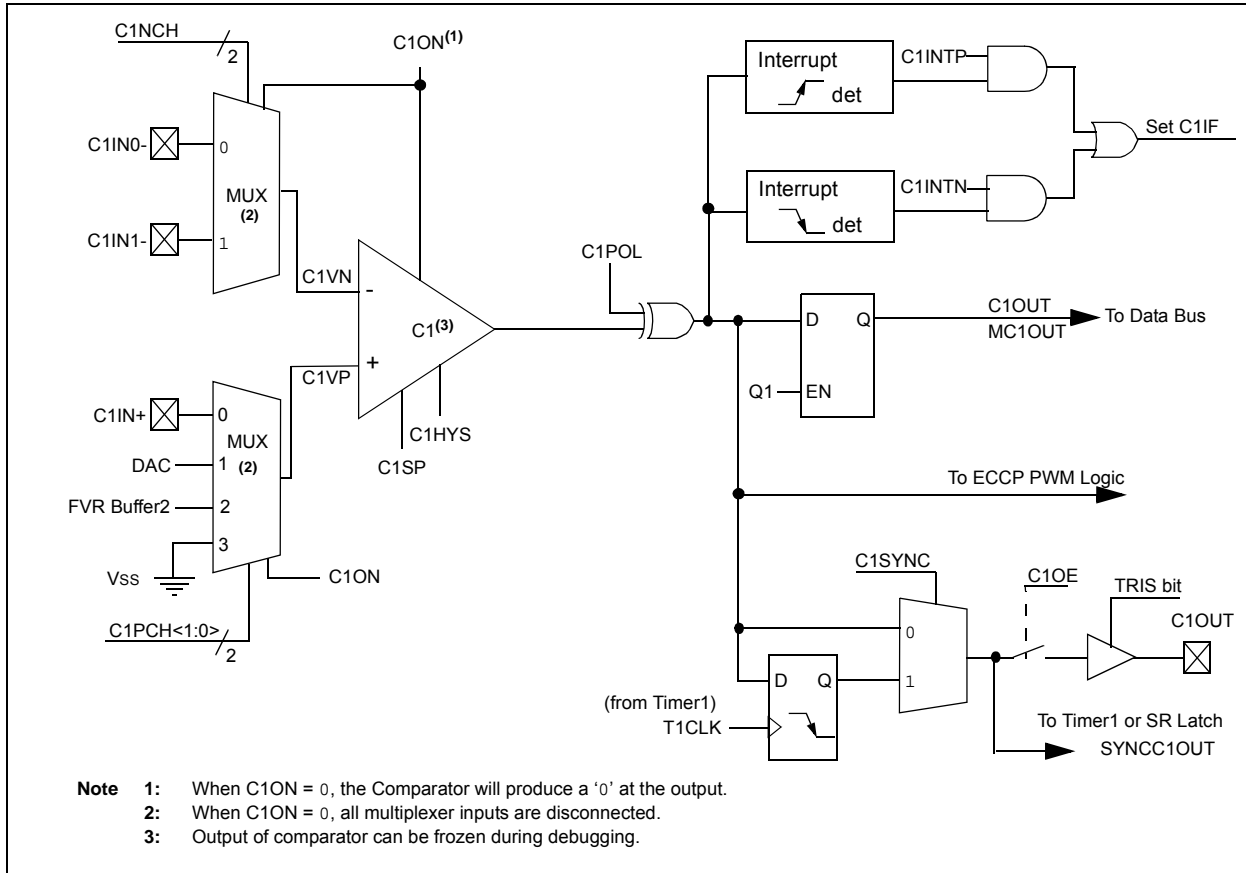 C1NCH
2
C1ON(1)
Interrupt
det
C1INTP
Set C1IF
C1IN0-
0
MUX
(2)
C1IN1-
1
Interrupt
det
C1INTN
C1POL
C1VN
-
C1(3)
+
C1VP
D Q
C1OUT
MC1OUT
To Data Bus
Q1
EN
C1IN+
0
MUX
(2)
DAC
1
FVR Buffer2
2
3
VSS
C1HYS
C1SP
C1ON
C1PCH<1:0>
2
To ECCP PWM Logic
C1SYNC
C1OE
TRIS bit
C1OUT
0
1
D Q
(from Timer1)
T1CLK
To Timer1 or SR Latch
SYNCC1OUT
Note 1: When C1ON = 0, the Comparator will produce a ‘0’ at the output.
2: When C1ON = 0, all multiplexer inputs are disconnected.
3: Output of comparator can be frozen during debugging.